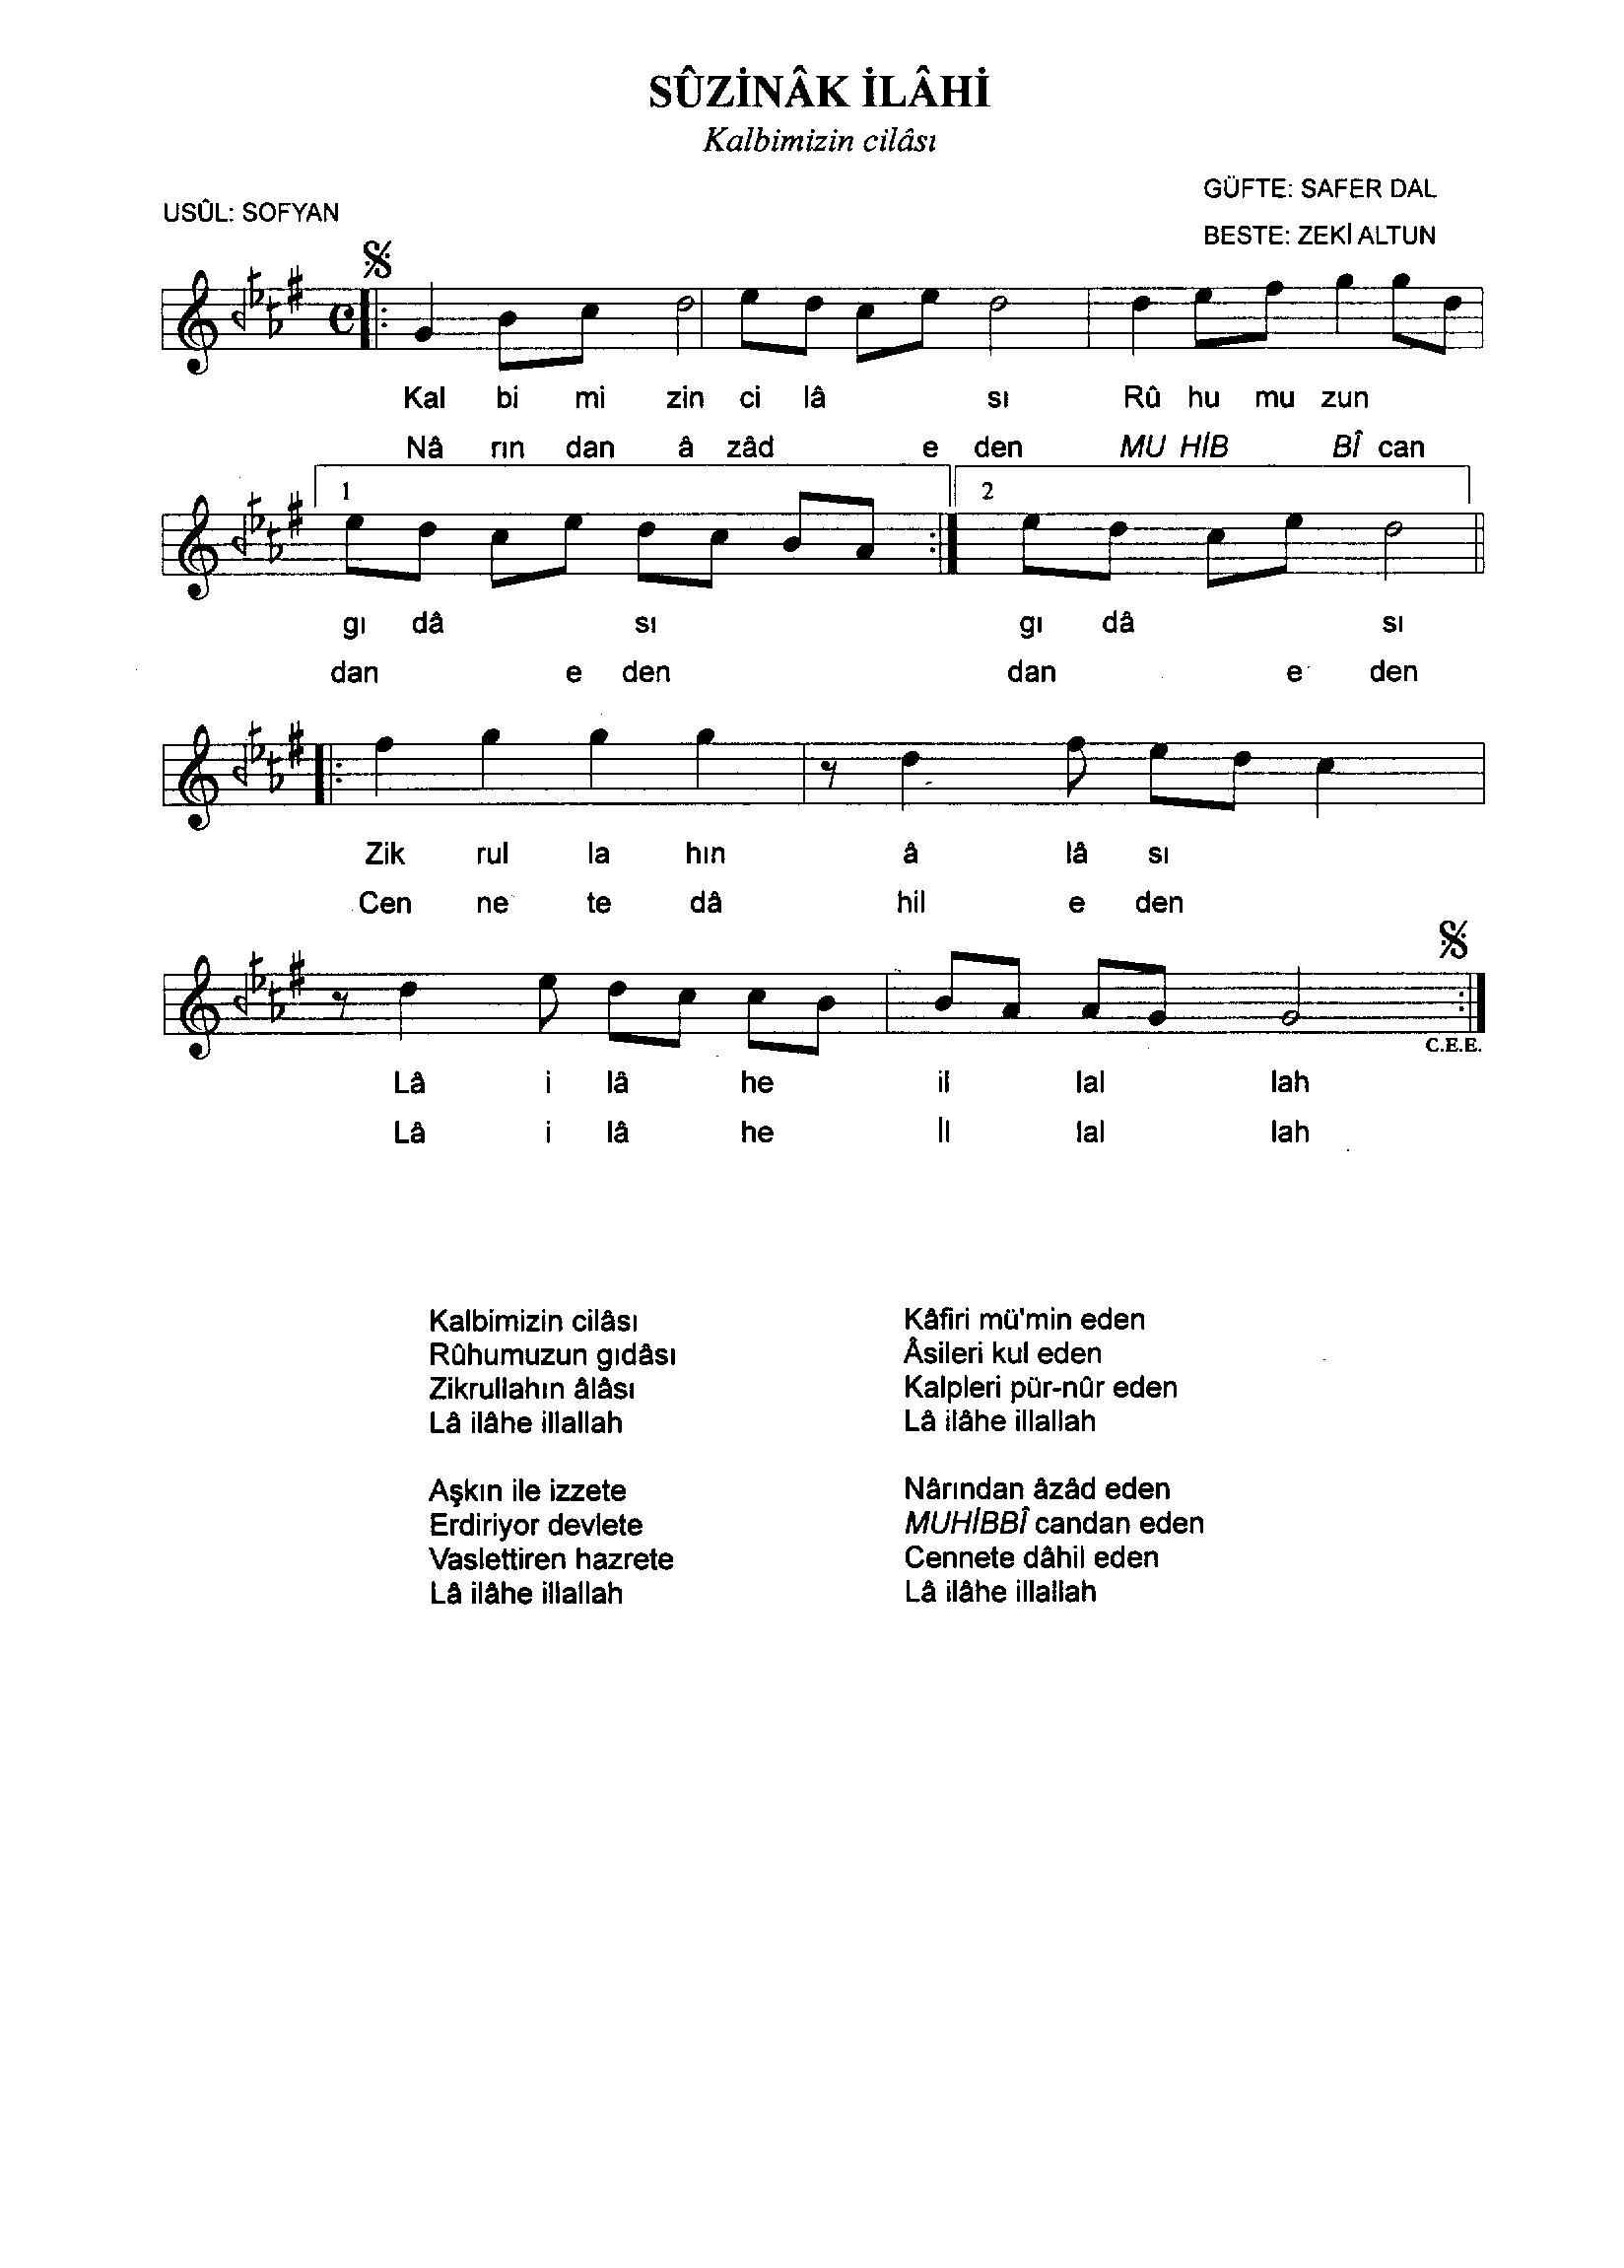 SÛZİNÂK İLÂHİ
Kalbimizin cilâsı
GÜFTE: SAFER DAL
USÛL: SOFYAN
BESTE: ZEKİ ALTUN
Kal bi mi zin ci lâ sı Rû hu mu zun
Nâ rın dan â zâd e den MU HİB BÎ can
1 2
gı dâ sı gı dâ sı
dan e den dan e den
Zik rul la hın â lâ sı
Cen ne te dâ hil e den
C.E.E.
Lâ i lâ he il lal lah
Lâ i lâ he İl lal lah
Kalbimizin cilâsı
Rûhumuzun gıdâsı
Zikrullahın âlâsı
Lâ ilâhe illallah
Aşkın ile izzete
Erdiriyor devlete
Vaslettiren hazrete
Lâ ilâhe illallah
Kâfiri mü'min eden
Âsileri kul eden
Kalpleri pür-nûr eden
Lâ ilâhe illallah
Nârından âzâd eden
MUHİBBÎ candan eden
Cennete dâhil eden
Lâ ilâhe illallah